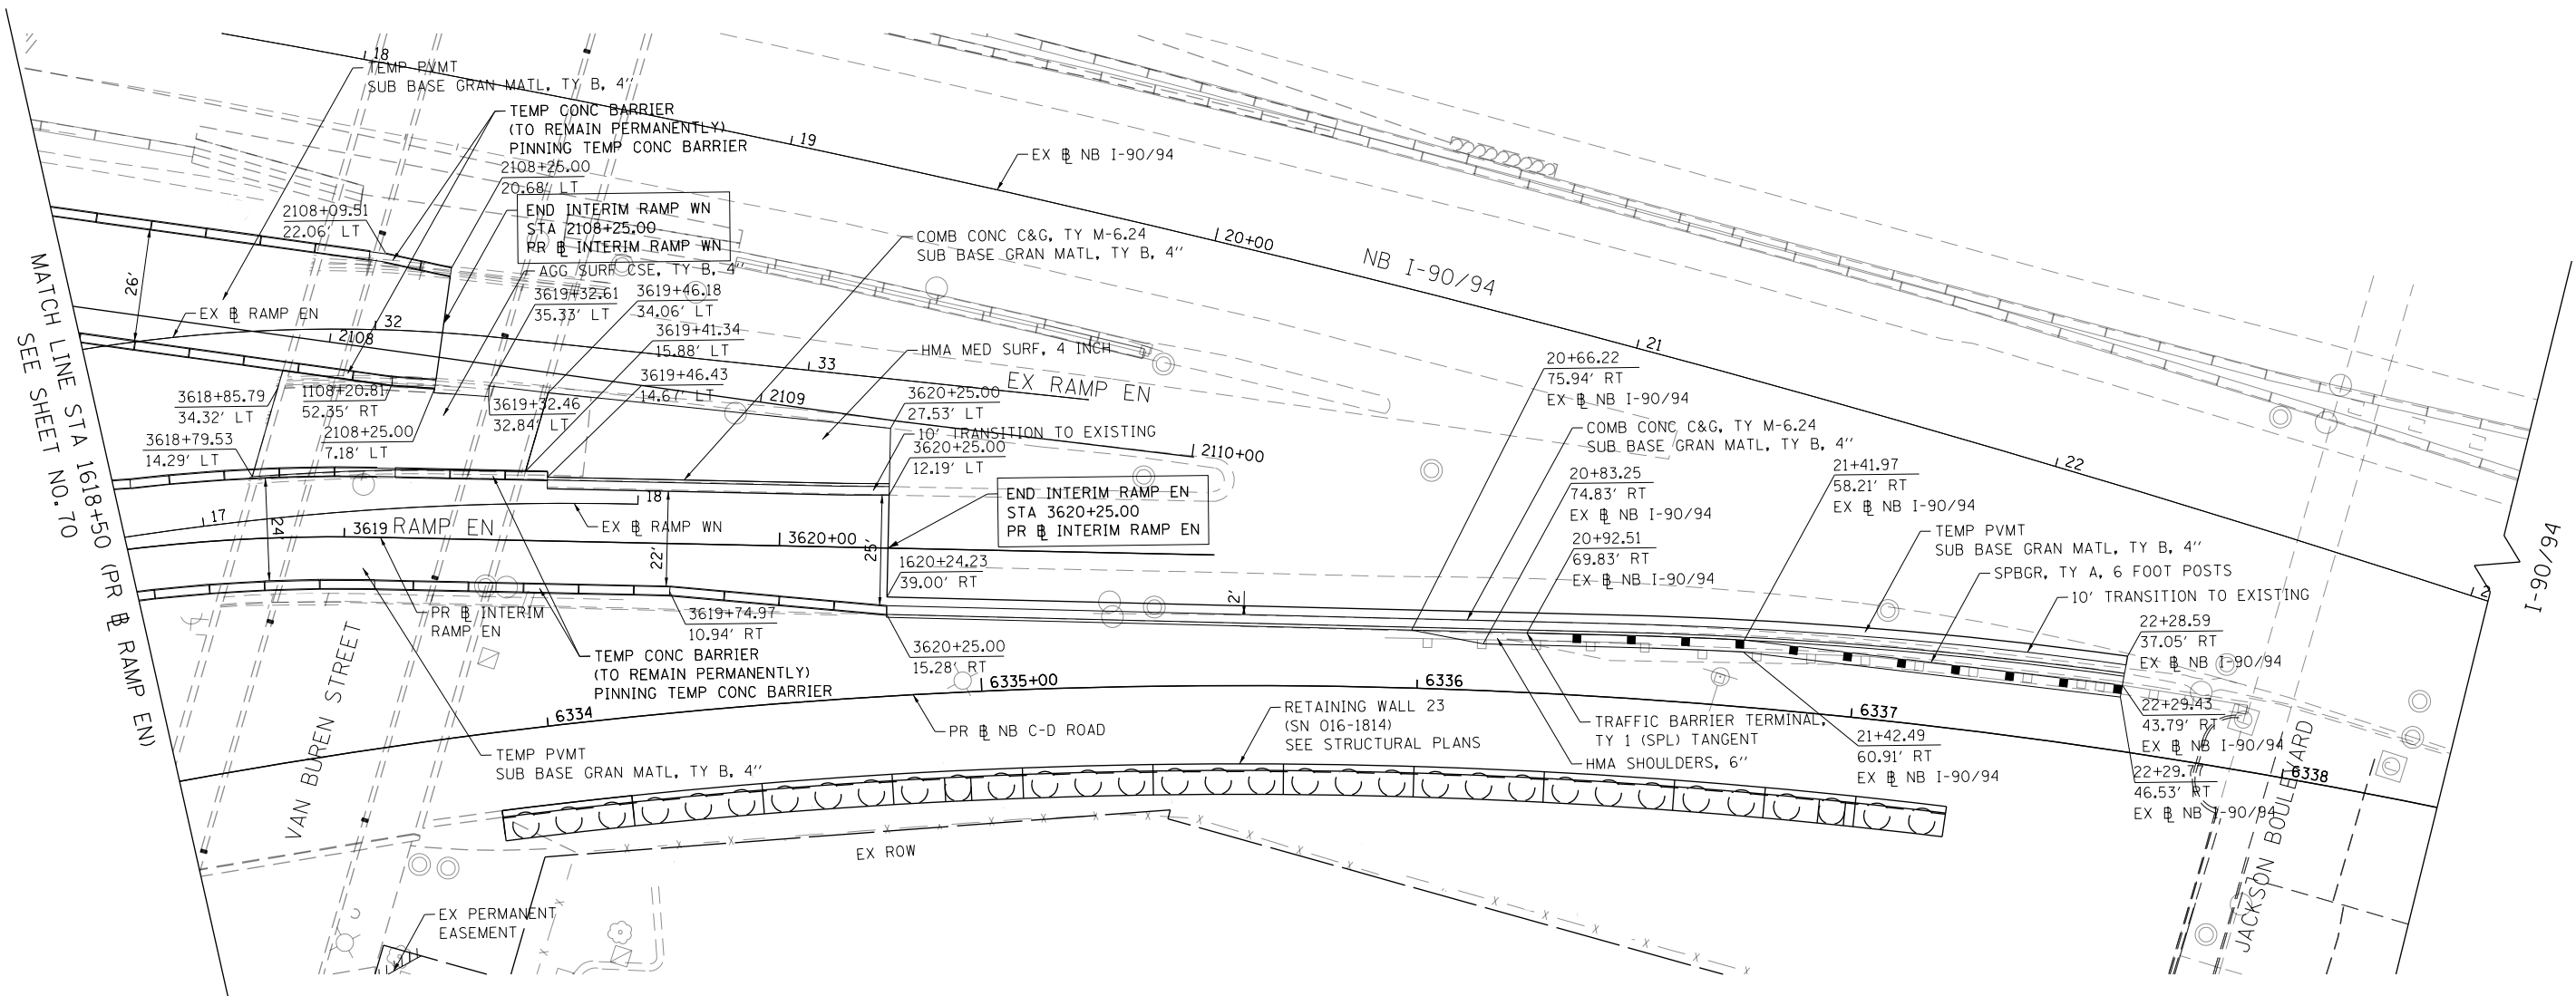 18
TEMP PVMT
SUB BASE GRAN MATL, TY B, 4''
TEMP CONC BARRIER
(TO REMAIN PERMANENTLY)
PINNING TEMP CONC BARRIER
19
EX BL NB I-90/94
2108+25.00
20.68' LT
2108+09.51
22.06' LT
END INTERIM RAMP WN
STA 2108+25.00
PR BL INTERIM RAMP WN
COMB CONC C&G, TY M-6.24
SUB BASE GRAN MATL, TY B, 4''
20+00
NB I-90/94
26'
AGG SURF CSE, TY B, 4''
3619+32.61
35.33' LT
3619+46.18
34.06' LT
EX BL RAMP EN
32
2108
3619+41.34
15.88' LT
HMA MED SURF, 4 INCH
33
EX RAMP EN
20+66.22
75.94' RT
EX BL NB I-90/94
21
MATCH LINE STA 1618+50 (PR BL RAMP EN)
SEE SHEET NO.70
3618+85.79
34.32' LT
1108+20.81
52.35' RT
3619+32.46
32.84' LT
3619+46.43
14.67' LT
2109
3620+25.00
27.53' LT
3618+79.53
14.29' LT
2108+25.00
7.18' LT
10' TRANSITION TO EXISTING
3620+25.00
12.19' LT
2110+00
COMB CONC C&G, TY M-6.24
SUB BASE GRAN MATL, TY B, 4''
22
20+83.25
74.83' RT
EX BL NB I-90/94
21+41.97
58.21' RT
EX BL NB I-90/94
END INTERIM RAMP EN
STA 3620+25.00
PR BL INTERIM RAMP EN
17
24'
3619
RAMP EN
18
EX BL RAMP WN
22'
3620+00
25'
20+92.51
69.83' RT
EX BL NB I-90/94
TEMP PVMT
SUB BASE GRAN MATL, TY B, 4''
SPBGR, TY A, 6 FOOT POSTS
10' TRANSITION TO EXISTING
2
I-90/94
1620+24.23
39.00' RT
2'
PR BL INTERIM
RAMP EN
3619+74.97
10.94' RT
3620+25.00
15.28' RT
22+28.59
37.05' RT
EX BL NB I-90/94
VAN BUREN STREET
TEMP CONC BARRIER
(TO REMAIN PERMANENTLY)
PINNING TEMP CONC BARRIER
6334
6335+00
6336
6337
6338
PR BL NB C-D ROAD
RETAINING WALL 23
(SN 016-1814)
SEE STRUCTURAL PLANS
TRAFFIC BARRIER TERMINAL,
TY 1 (SPL) TANGENT
HMA SHOULDERS, 6''
21+42.49
60.91' RT
EX BL NB I-90/94
22+29.43
43.79' RT
EX BL NB I-90/94
22+29.77
46.53' RT
EX BL NB I-90/94
TEMP PVMT
SUB BASE GRAN MATL, TY B, 4''
EX ROW
JACKSON BOULEVARD
EX PERMANENT
EASEMENT